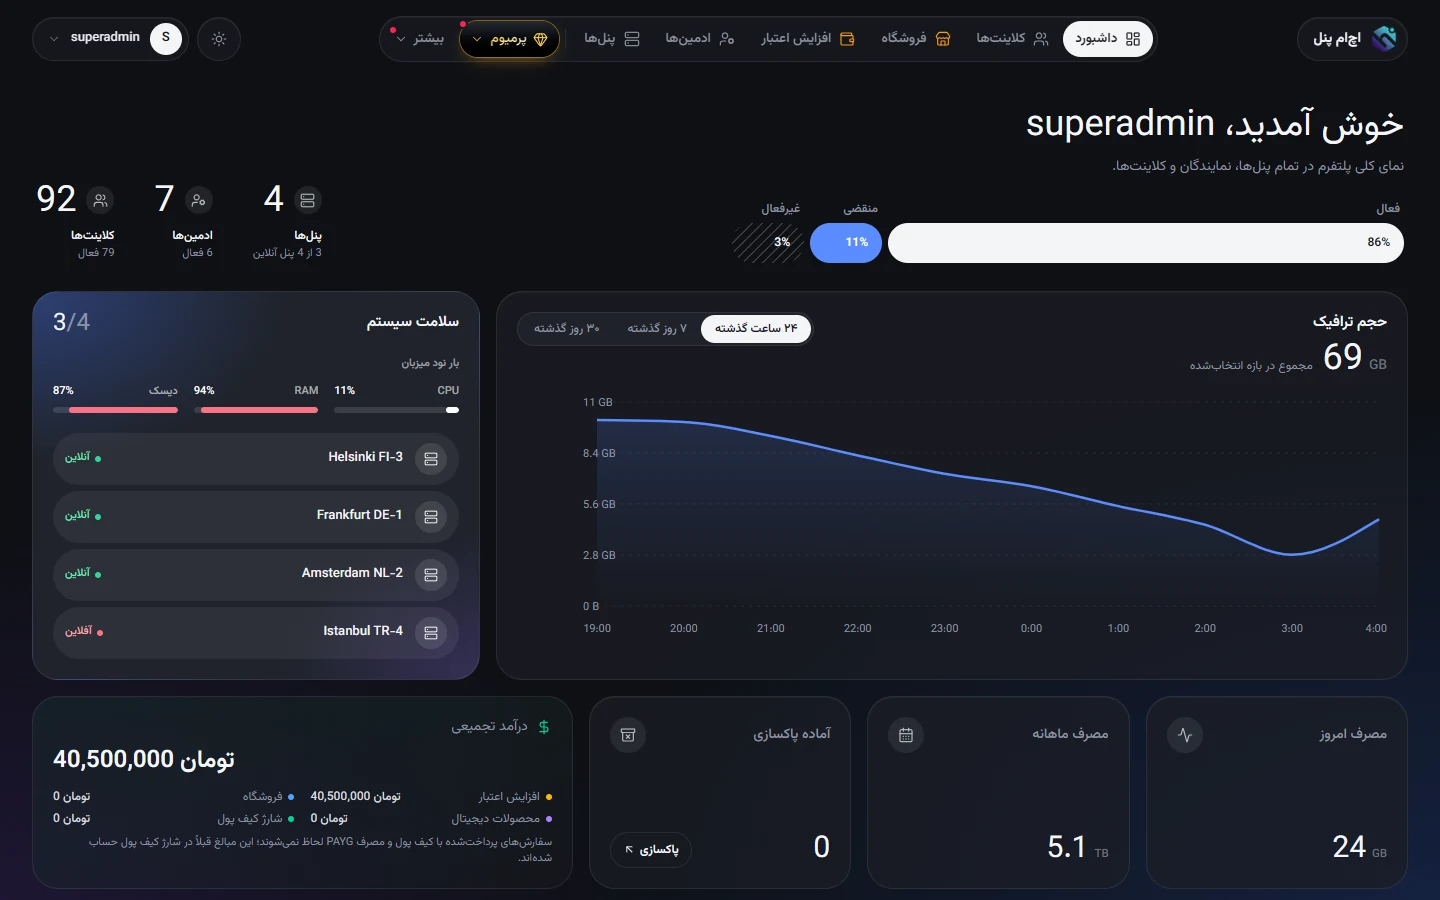 اچ‌ام پنل
داشبورد
کلاینت‌ها
فروشگاه
افزایش اعتبار
ادمین‌ها
پنل‌ها
پرمیوم
بیشتر
S
superadmin
خوش آمدید، superadmin
نمای کلی پلتفرم در تمام پنل‌ها، نمایندگان و کلاینت‌ها.
فعال
86%
منقضی
11%
غیرفعال
3%
4
پنل‌ها
3 از 4 پنل آنلاین
7
ادمین‌ها
6 فعال
92
کلاینت‌ها
79 فعال
حجم ترافیک
69 GB
مجموع در بازه انتخاب‌شده
۲۴ ساعت گذشته
۷ روز گذشته
۳۰ روز گذشته
11 GB
8.4 GB
5.6 GB
2.8 GB
0 B
19:00 20:00 21:00 22:00 23:00 0:00 1:00 2:00 3:00 4:00
سلامت سیستم
3/4
بار نود میزبان
CPU 11%
RAM 94%
دیسک 87%
Helsinki FI-3
آنلاین
Frankfurt DE-1
آنلاین
Amsterdam NL-2
آنلاین
Istanbul TR-4
آفلاین
مصرف امروز
24 GB
مصرف ماهانه
5.1 TB
آماده پاکسازی
0
پاکسازی
درآمد تجمیعی
40,500,000 تومان
افزایش اعتبار
40,500,000 تومان
فروشگاه
0 تومان
محصولات دیجیتال
0 تومان
شارژ کیف پول
0 تومان
سفارش‌های پرداخت‌شده با کیف پول و مصرف PAYG لحاظ نمی‌شوند؛ این مبالغ قبلاً در شارژ کیف پول حساب
شده‌اند.